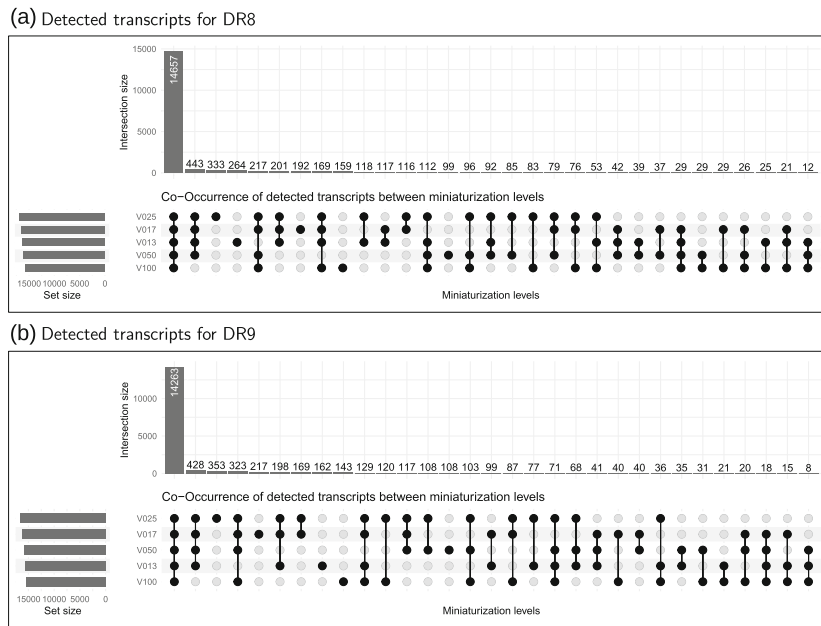 (a) Detected transcripts for DR8
15000
10000
5000
0
Intersection size
14657
443 333 264 217 201 192 169 159 118 117 116 112 99 96 92 85 83 79 76 53 42 39 37 29 29 29 26 25 21 12
Co−Occurrence of detected transcripts between miniaturization levels
V025
V017
V013
V050
V100
15000 10000 5000 0
Set size
Miniaturization levels
(b) Detected transcripts for DR9
10000
5000
0
Intersection size
14263
428 353 323 217 198 169 162 143 129 120 117 108 108 103 99 87 77 71 68 41 40 40 36 35 31 21 20 18 15 8
Co−Occurrence of detected transcripts between miniaturization levels
V025
V017
V050
V013
V100
15000 10000 5000 0
Set size
Miniaturization levels